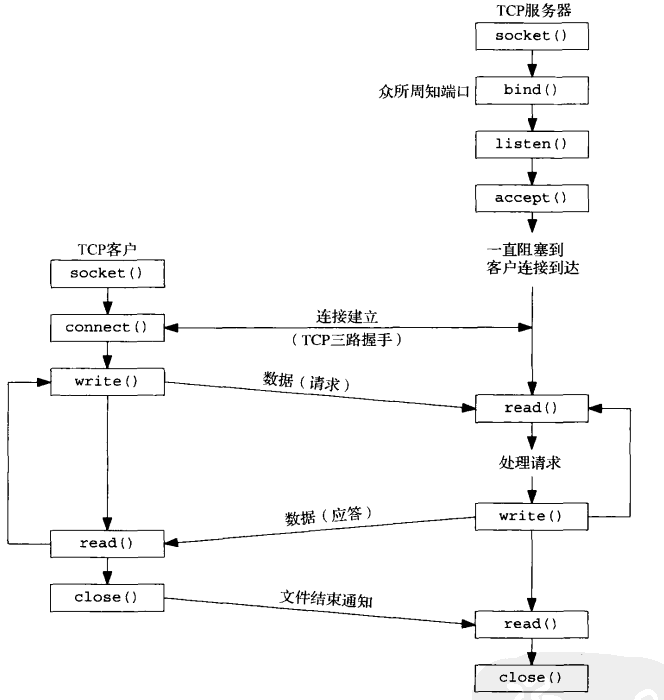 TCP服务器
socket()
众所周知端口
bind()
listen()
accept()
一直阻塞到
客户连接到达
TCP客户
socket()
connect()
连接建立
（TCP三路握手）
write()
数据（请求）
read()
处理请求
write()
数据（应答）
read()
close()
文件结束通知
read()
close()